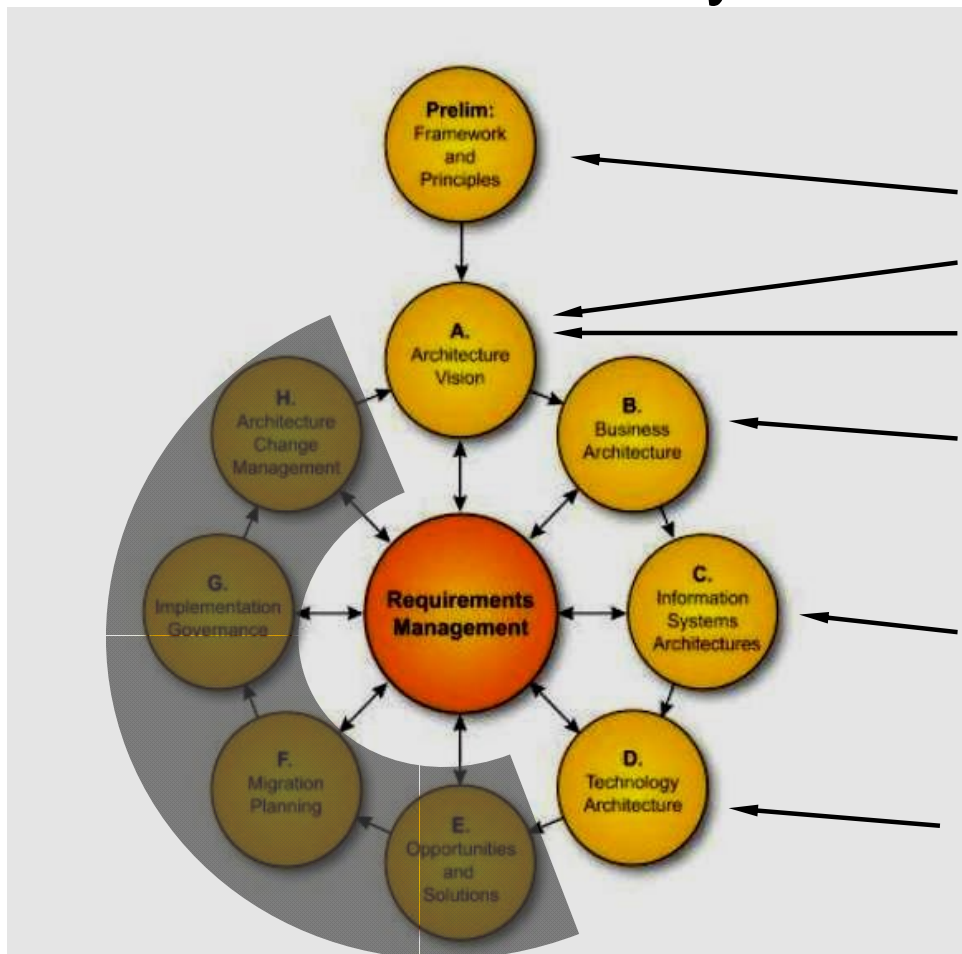 Prelim:
Framework
and
Principles
A.
Architecture
Vision
B.
Business
Architecture
C.
Information
Systems
Architectures
D.
Technology
Architecture
E.
Opportunities
and
Solutions
F.
Migration
Planning
G.
Implementation
Governance
H.
Architecture
Change
Management
Requirements
Management